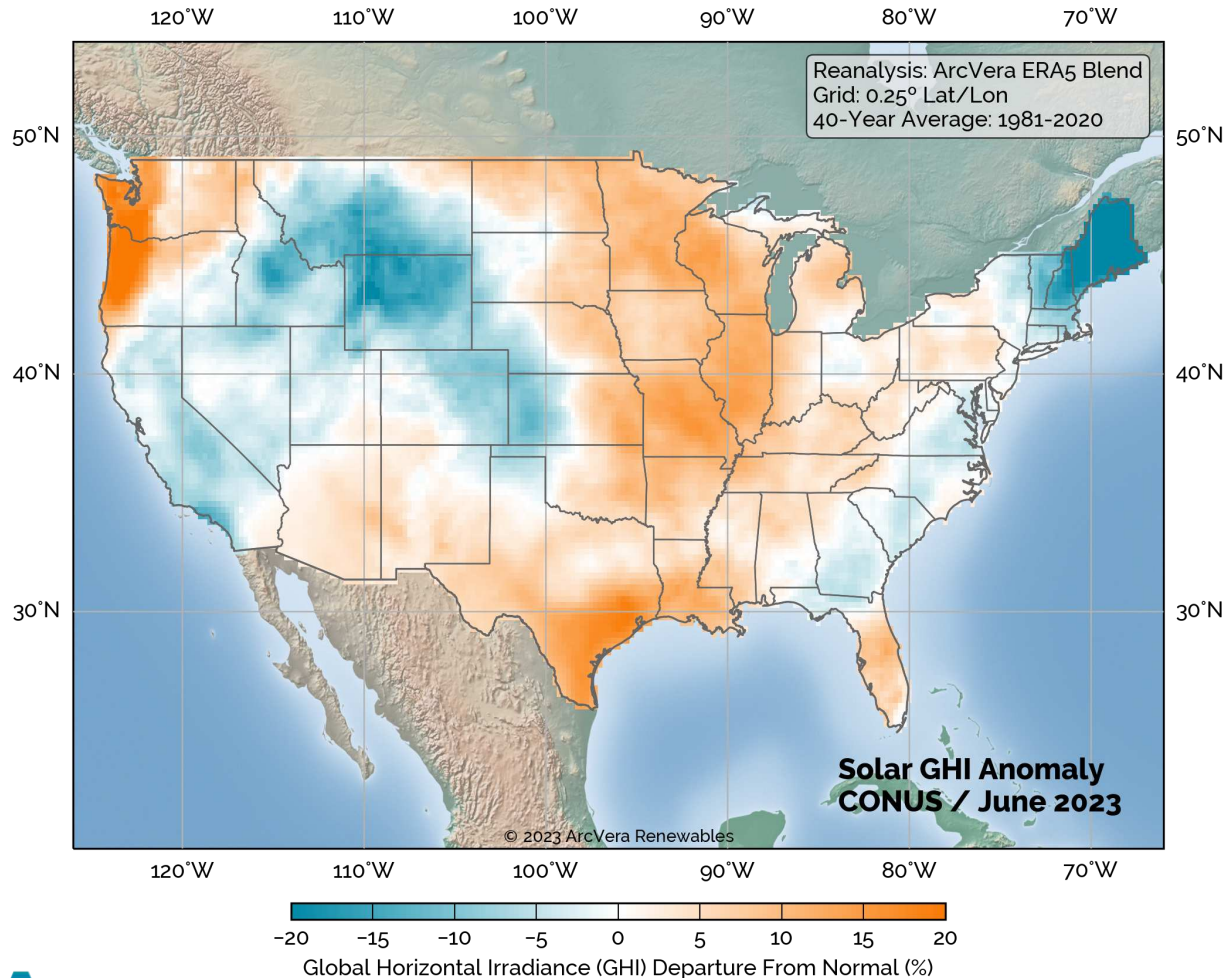 120°W 110°W 100°W 90°W 80°W 70°W
Reanalysis: ArcVera ERA5 Blend
Grid: 0.25º Lat/Lon
40-Year Average: 1981-2020
50°N 50°N
40°N 40°N
30°N 30°N
Solar GHI Anomaly
CONUS / June 2023
© 2023 ArcVera Renewables
120°W 110°W 100°W 90°W 80°W 70°W
−20 −15 −10 −5 0 5 10 15 20
Global Horizontal Irradiance (GHI) Departure From Normal (%)